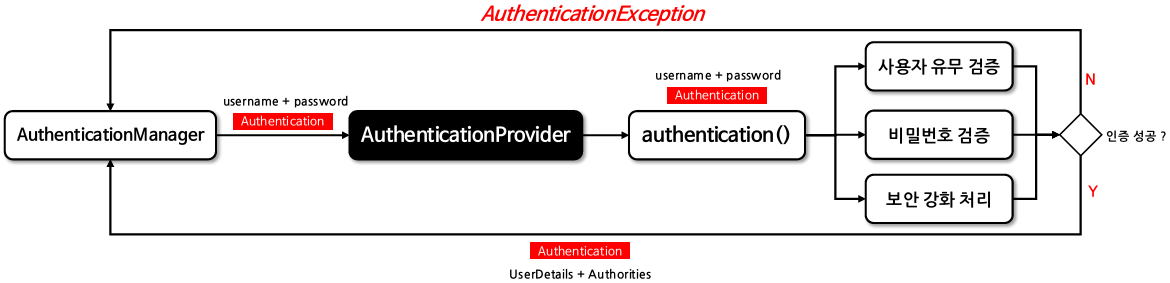 AuthenticationException
username + password
Authentication
AuthenticationManager
AuthenticationProvider
username + password
Authentication
authentication()
사용자 유무 검증
비밀번호 검증
보안 강화 처리
N
인증 성공 ?
Y
Authentication
UserDetails + Authorities